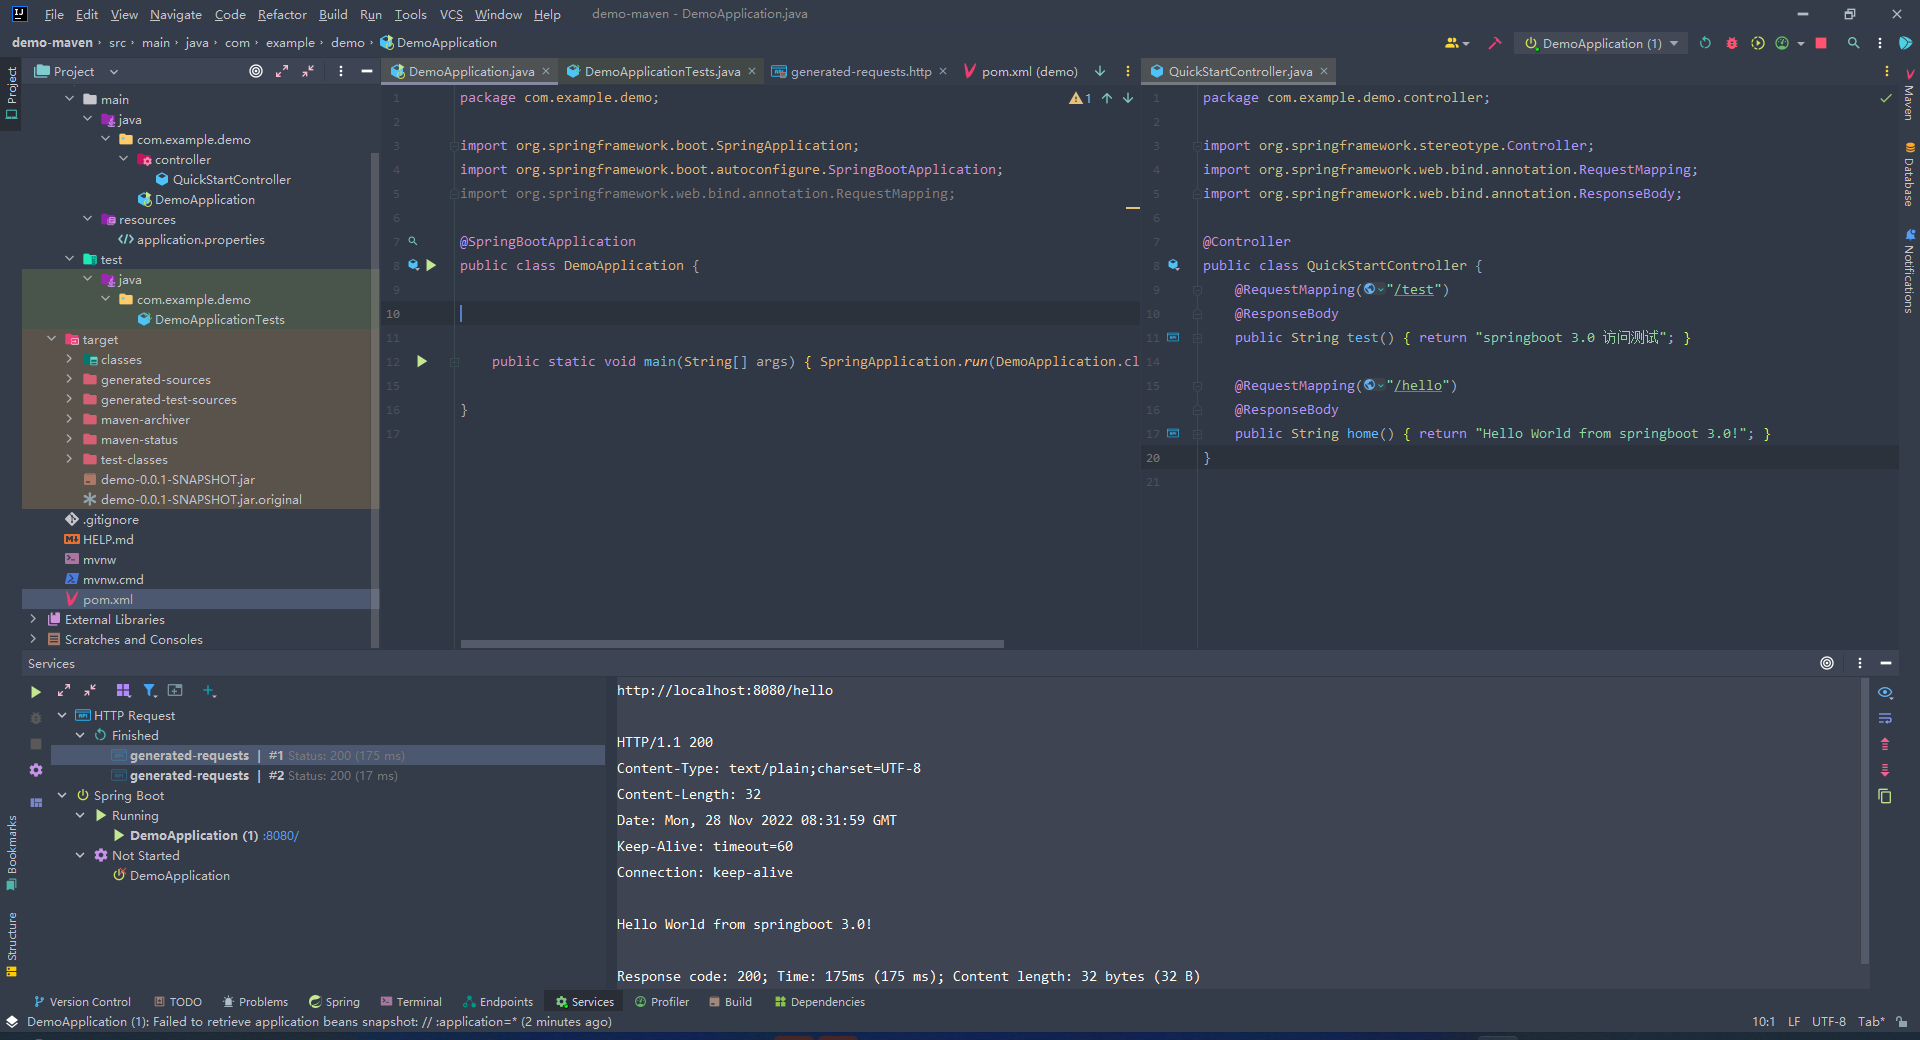 File Edit View Navigate Code Refactor Build Run Tools VCS Window Help demo-maven - DemoApplication.java
demo-maven src main java com example demo DemoApplication
DemoApplication (1)
Project
Project
main
java
com.example.demo
controller
QuickStartController
DemoApplication
resources
application.properties
test
java
com.example.demo
DemoApplicationTests
target
classes
generated-sources
generated-test-sources
maven-archiver
maven-status
test-classes
demo-0.0.1-SNAPSHOT.jar
demo-0.0.1-SNAPSHOT.jar.original
.gitignore
HELP.md
mvnw
mvnw.cmd
pom.xml
External Libraries
Scratches and Consoles
DemoApplication.java DemoApplicationTests.java generated-requests.http pom.xml (demo)
1 package com.example.demo;
1
2
3 import org.springframework.boot.SpringApplication;
4 import org.springframework.boot.autoconfigure.SpringBootApplication;
5 import org.springframework.web.bind.annotation.RequestMapping;
6
7 @SpringBootApplication
8 public class DemoApplication {
9
10
11
12 public static void main(String[] args) { SpringApplication.run(DemoApplication.cl
15
16 }
17
QuickStartController.java
1 package com.example.demo.controller;
2
3 import org.springframework.stereotype.Controller;
4 import org.springframework.web.bind.annotation.RequestMapping;
5 import org.springframework.web.bind.annotation.ResponseBody;
6
7 @Controller
8 public class QuickStartController {
9 @RequestMapping("/test")
10 @ResponseBody
11 public String test() { return "springboot 3.0 访问测试"; }
14
15 @RequestMapping("/hello")
16 @ResponseBody
17 public String home() { return "Hello World from springboot 3.0!"; }
20 }
21
Maven
Database
Notifications
Services
HTTP Request
Finished
generated-requests | #1 Status: 200 (175 ms)
generated-requests | #2 Status: 200 (17 ms)
Spring Boot
Running
DemoApplication (1) :8080/
Not Started
DemoApplication
http://localhost:8080/hello
HTTP/1.1 200
Content-Type: text/plain;charset=UTF-8
Content-Length: 32
Date: Mon, 28 Nov 2022 08:31:59 GMT
Keep-Alive: timeout=60
Connection: keep-alive
Hello World from springboot 3.0!
Response code: 200; Time: 175ms (175 ms); Content length: 32 bytes (32 B)
Bookmarks
Structure
Version Control TODO Problems Spring Terminal Endpoints Services Profiler Build Dependencies
DemoApplication (1): Failed to retrieve application beans snapshot: // :application=* (2 minutes ago)
10:1 LF UTF-8 Tab*